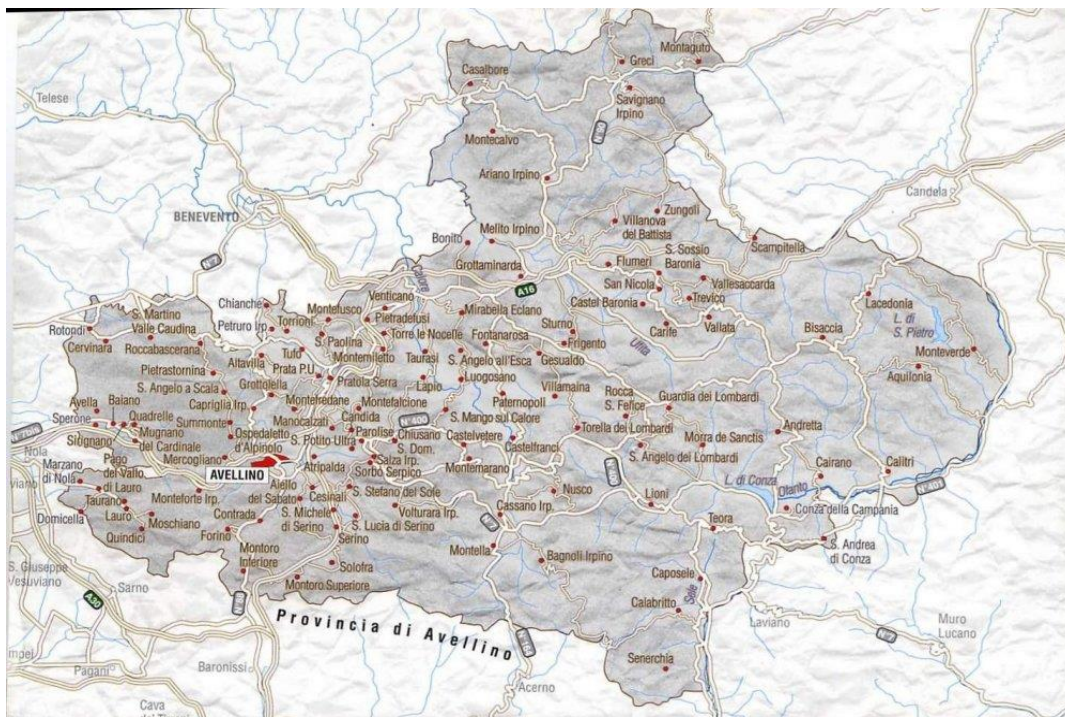 Casalbore
Greci
Montaguto
Telese
Savignano
Irpino
Montecalvo
Ariano Irpino
Candela
BENEVENTO
Zungoli
Villanova
del Battista
Bonito
Melito Irpino
Scampitella
S. Sossio
Baronia
Flumeri
Grottaminarda
Calore
A16
San Nicola
Vallesaccarda
Castel Baronia
Trevico
Lacedonia
Chianche
Venticano
Montefusco
Pietradefusi
Mirabella Eclano
Carife
Vallata
Bisaccia
L. di
S. Pietro
S. Martino
Valle Caudina
Rotondi
Petruro Irp.
Torrioni
S. Paolina
Torre le Nocelle
Fontanarosa
Sturno
Frigento
Ufita
Monteverde
Cervinara
Roccabascerana
Altavilla
Tufo
Montemiletto
Taurasi
S. Angelo all'Esca
Gesualdo
Pietrastornina
Prata P.U.
Pratola Serra
Lapio
Luogosano
Villamaina
Aquilonia
S. Angelo a Scala
Grottolella
Paternopoli
Rocca
S. Felice
Guardia dei Lombardi
Avella
Baiano
Capriglia Irp.
Montefredane
Montefalcione
Candida
S. Mango sul Calore
Sperone
Quadrelle
Summonte
Manocalzati
Parolise
Torella dei Lombardi
Andretta
Mugnano
del Cardinale
Ospedaletto
d'Alpinolo
S. Potito Ultra
Chiusano
S. Dom.
Castelvetere
Castelfranci
Morra de Sanctis
Sirignano
Nola
Mercogliano
Salza Irp.
S. Angelo dei Lombardi
AVELLINO
Atripalda
Sorbo Serpico
Montemarano
Cairano
Calitri
Marzano
di Nola
Pago
del Vallo
di Lauro
L. di Conza
Ofanto
Aiello
del Sabato
Cesinali
S. Stefano del Sole
Nusco
Lioni
Taurano
Monteforte Irp.
Volturara Irp.
Cassano Irp.
Conza della Campania
Domicella
Lauro
Moschiano
Contrada
S. Michele
di Serino
S. Lucia di Serino
Teora
Quindici
Forino
Serino
Montella
Bagnoli Irpino
S. Andrea
di Conza
Montoro
Inferiore
Solofra
Caposele
S. Giuseppe
Vesuviano
Sarno
Montoro Superiore
Calabritto
Sele
A30
Laviano
Muro
Lucano
Provincia di Avellino
Baronissi
Senerchia
Pagani
Acerno
Cava